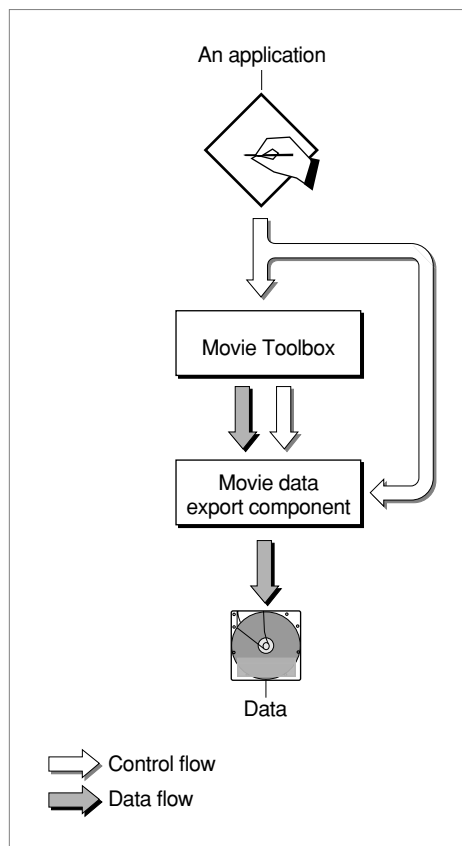 An application
Movie Toolbox
Movie data
export component
Data
Control flow
Data flow